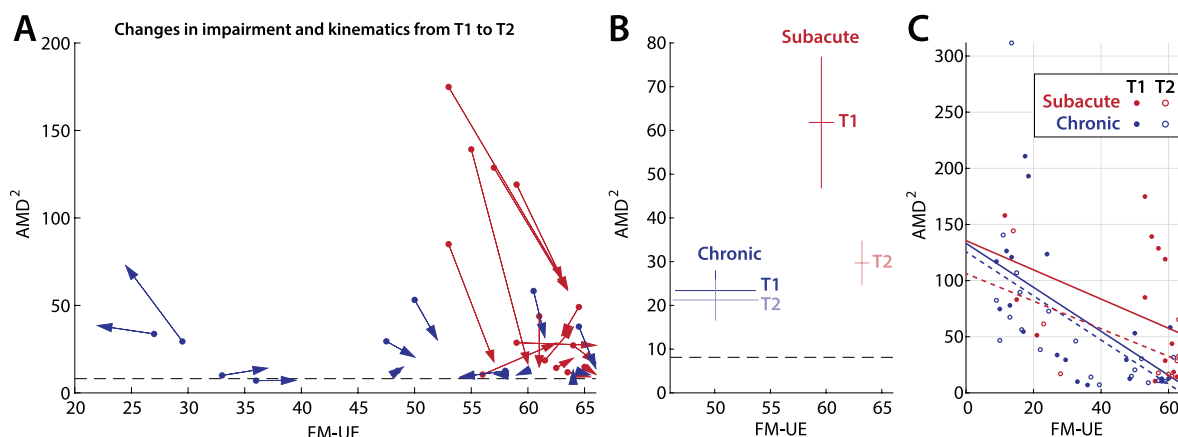 A
Changes in impairment and kinematics from T1 to T2
200
150
100
50
0
AMD2
20 25 30 35 40 45 50 55 60 65
FM-UE
B
80
70
60
50
40
30
20
10
0
Subacute
T1
T2
Chronic
T1
T2
50 55 60 65
FM-UE
C
300
250
200
150
100
50
0
AMD2
T1 T2
Subacute
Chronic
0 20 40 60
FM-UE